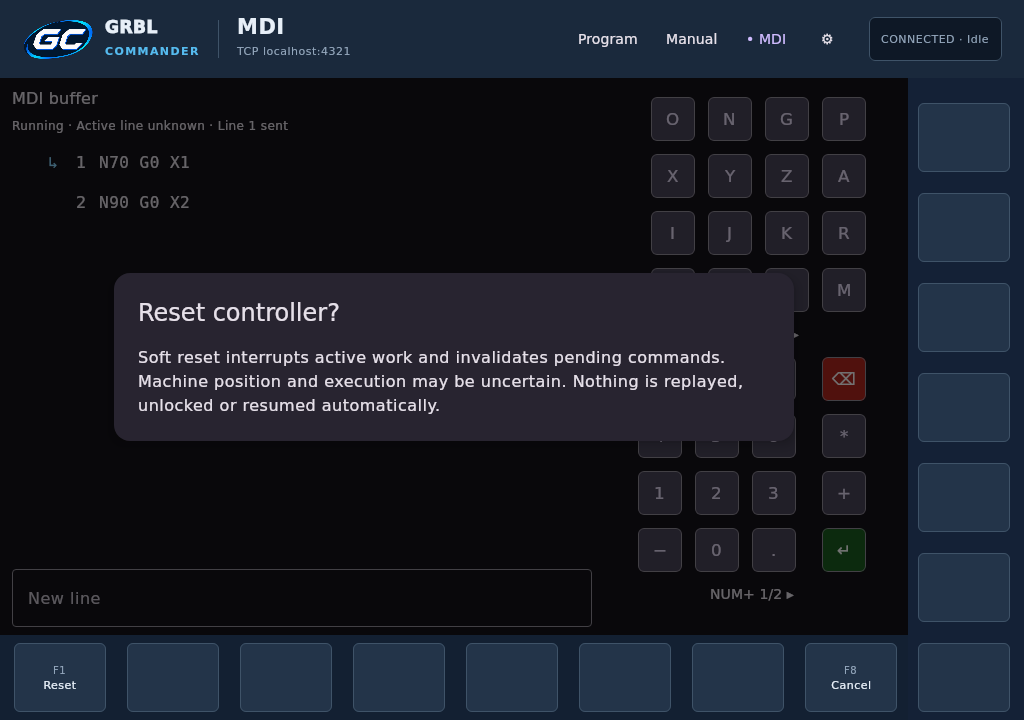 GC
GRBL
COMMANDER
MDI
TCP localhost:4321
Program
Manual
• MDI
⚙
CONNECTED · Idle
MDI buffer
Running · Active line unknown · Line 1 sent
↳ 1 N70 G0 X1
2 N90 G0 X2
O N G P
X Y Z A
I J K R
M
▸
⌫
Reset controller?
Soft reset interrupts active work and invalidates pending commands.
Machine position and execution may be uncertain. Nothing is replayed,
unlocked or resumed automatically.
*
1 2 3 +
− 0 . ↵
New line
NUM+ 1/2 ▸
F1
Reset
F8
Cancel